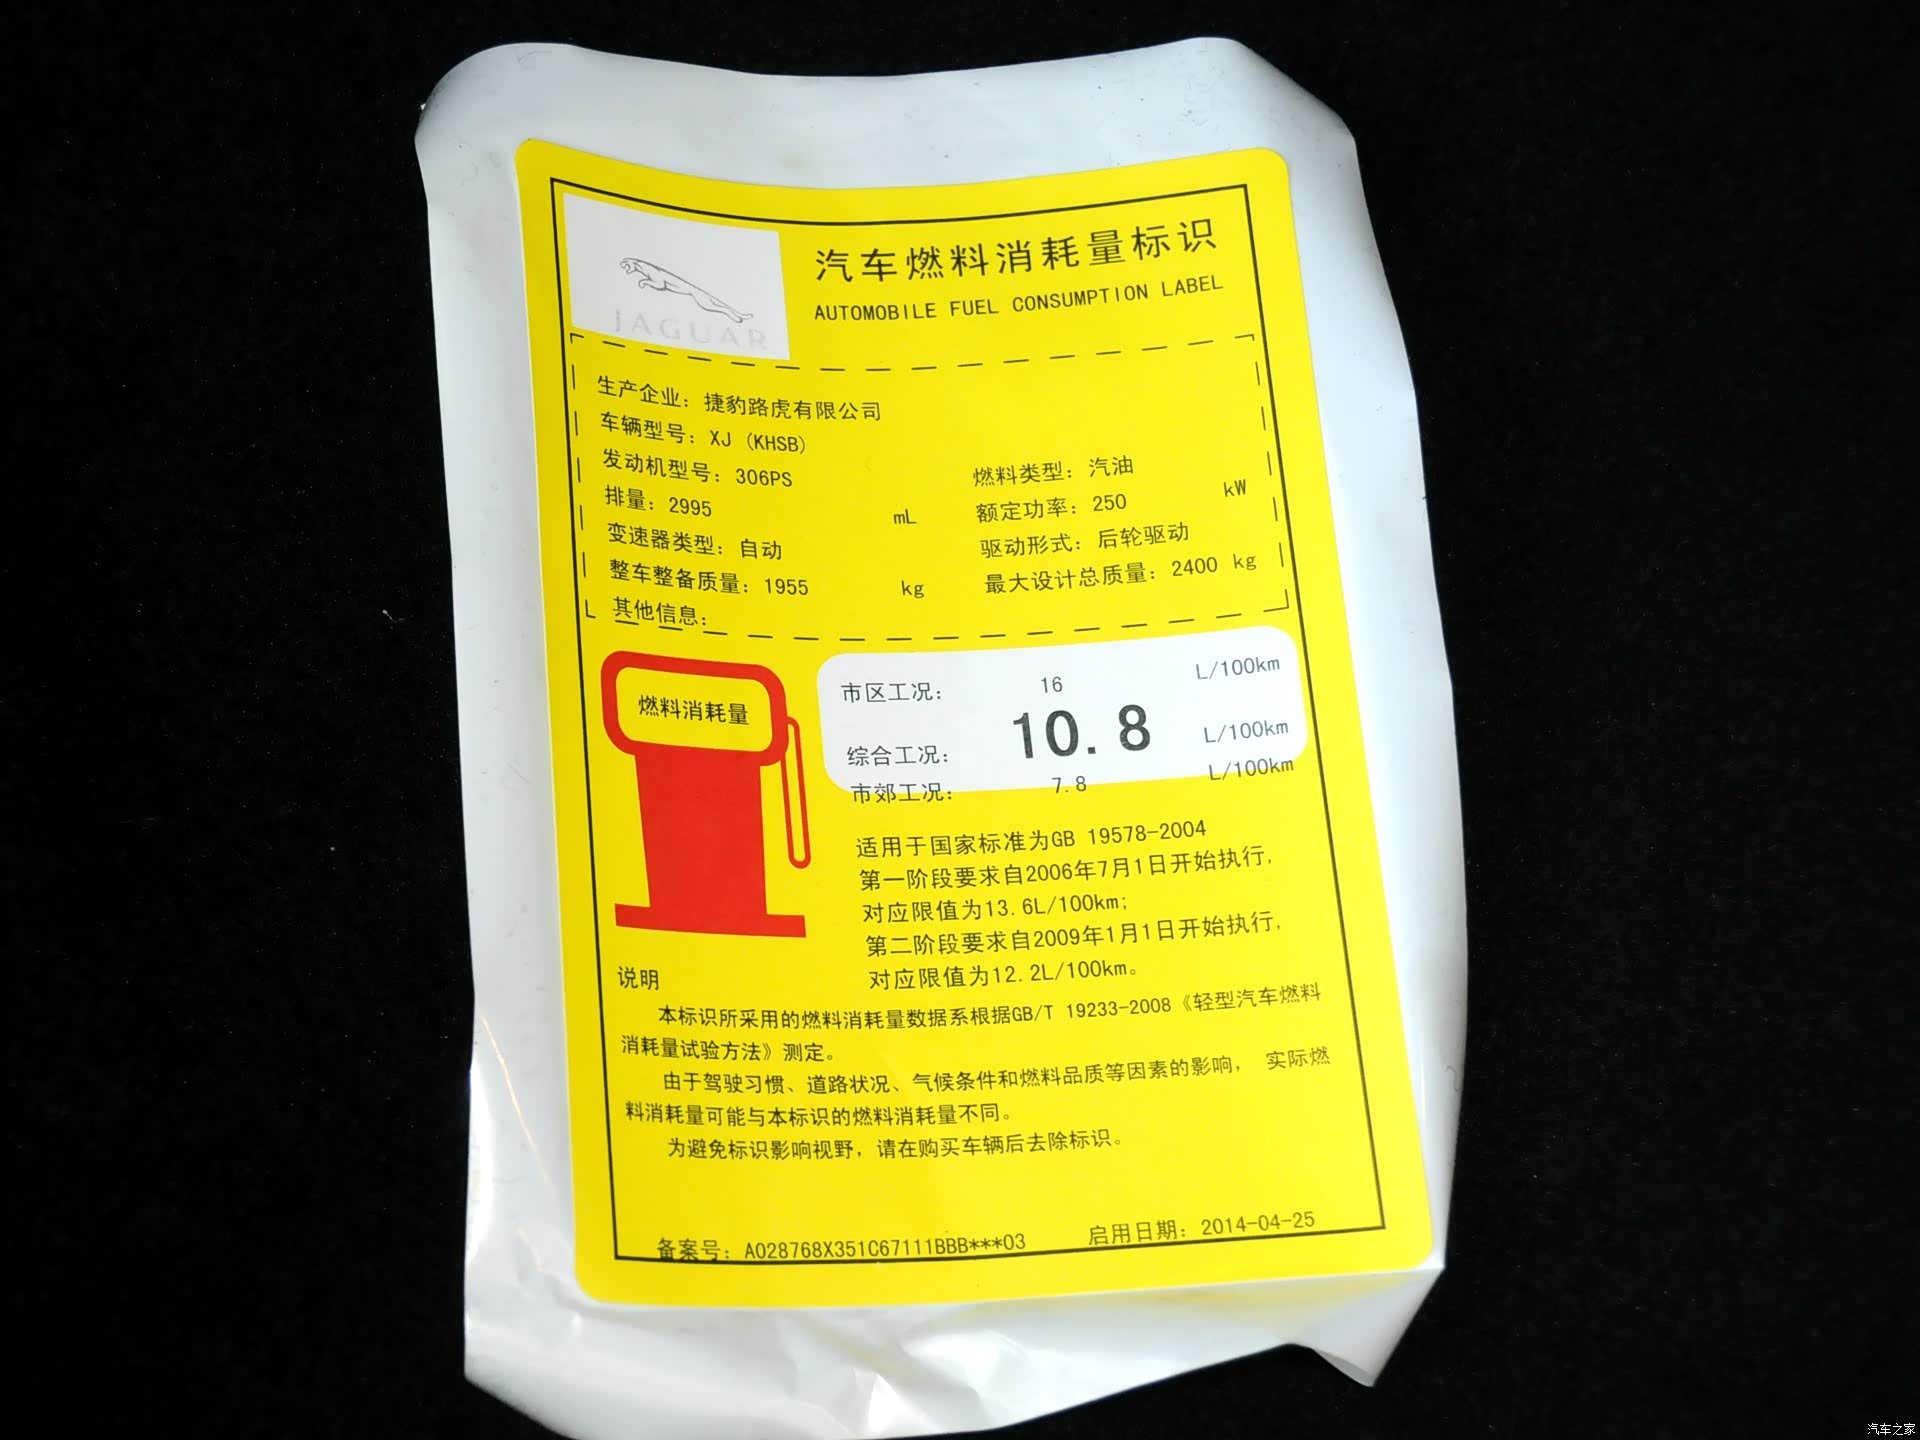 JAGUAR
汽车燃料消耗量标识
AUTOMOBILE FUEL CONSUMPTION LABEL
生产企业：捷豹路虎有限公司
车辆型号：XJ (KHSB)
发动机型号：306PS 燃料类型：汽油
排量：2995 mL 额定功率：250 kW
变速器类型：自动 驱动形式：后轮驱动
整车整备质量：1955 kg 最大设计总质量：2400 kg
其他信息：
燃料消耗量
市区工况： 16 L/100km
综合工况： 10.8 L/100km
市郊工况： 7.8 L/100km
适用于国家标准为GB 19578-2004
第一阶段要求自2006年7月1日开始执行,
对应限值为13.6L/100km;
第二阶段要求自2009年1月1日开始执行,
对应限值为12.2L/100km。
说明
本标识所采用的燃料消耗量数据系根据GB/T 19233-2008《轻型汽车燃料
消耗量试验方法》测定。
由于驾驶习惯、道路状况、气候条件和燃料品质等因素的影响， 实际燃
料消耗量可能与本标识的燃料消耗量不同。
为避免标识影响视野，请在购买车辆后去除标识。
备案号：A028768X351C67111BBB***03 启用日期：2014-04-25
汽车之家